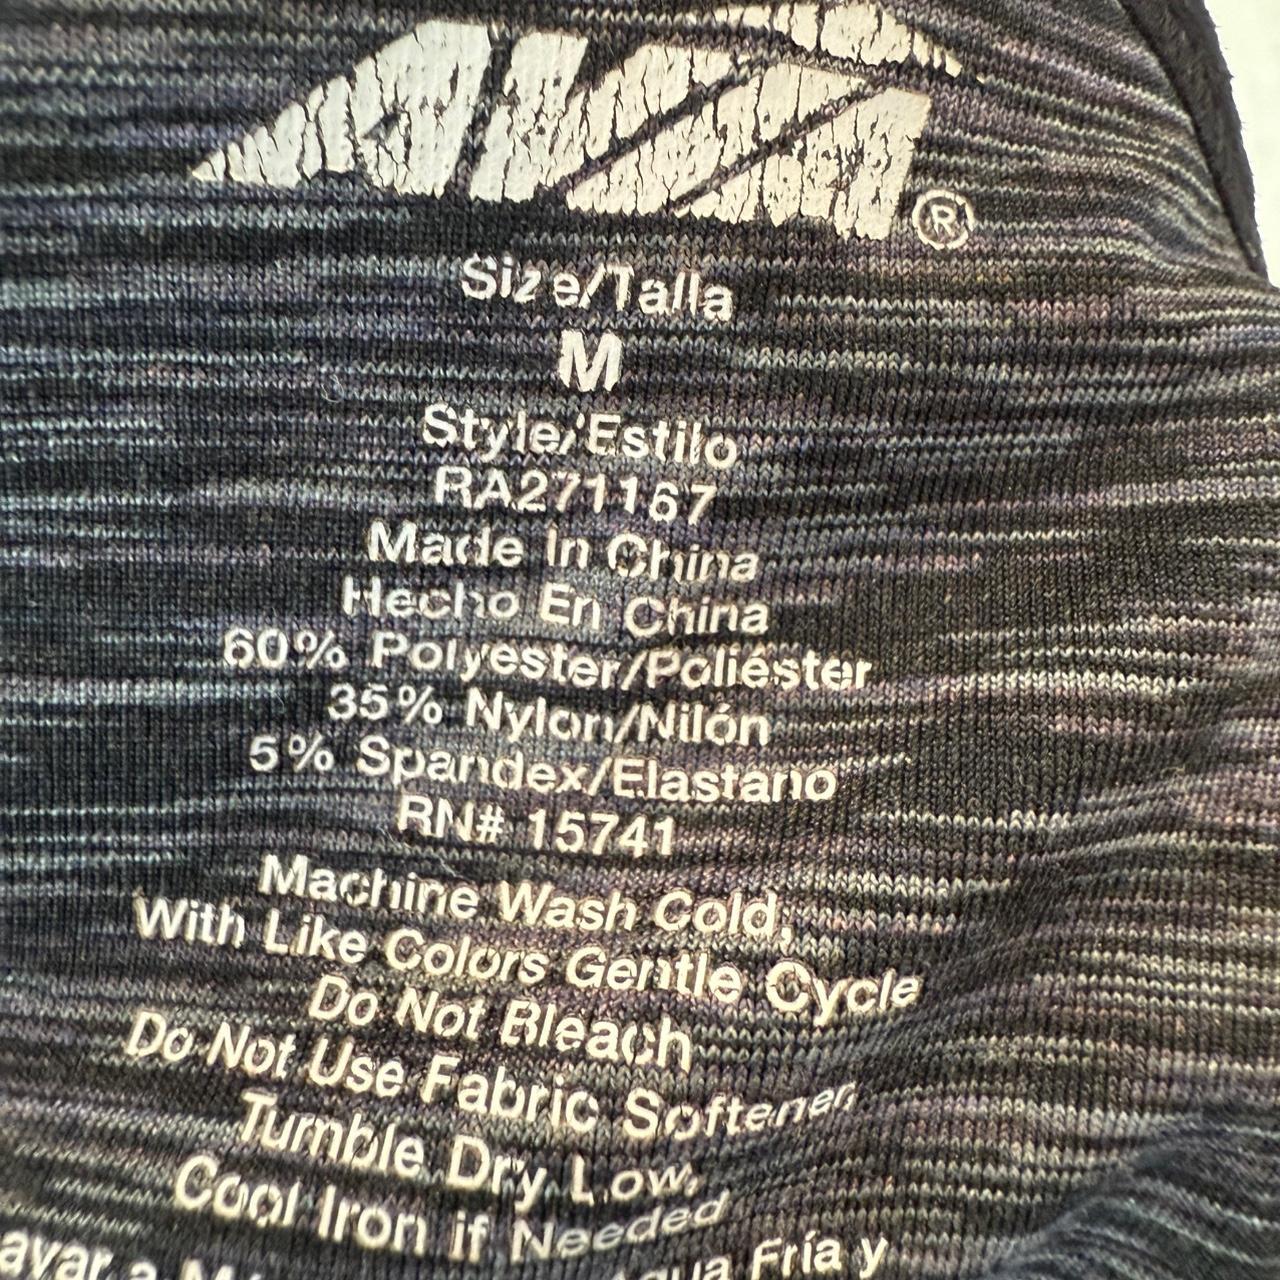 AVIA®
Size/Talla
M
Style/Estilo
RA271167
Made In China
Hecho En China
60% Polyester/Poliéster
35% Nylon/Nilón
5% Spandex/Elastano
RN# 15741
Machine Wash Cold,
With Like Colors Gentle Cycle
Do Not Bleach
Do Not Use Fabric Softener,
Tumble Dry Low,
Cool Iron if Needed
Fría y